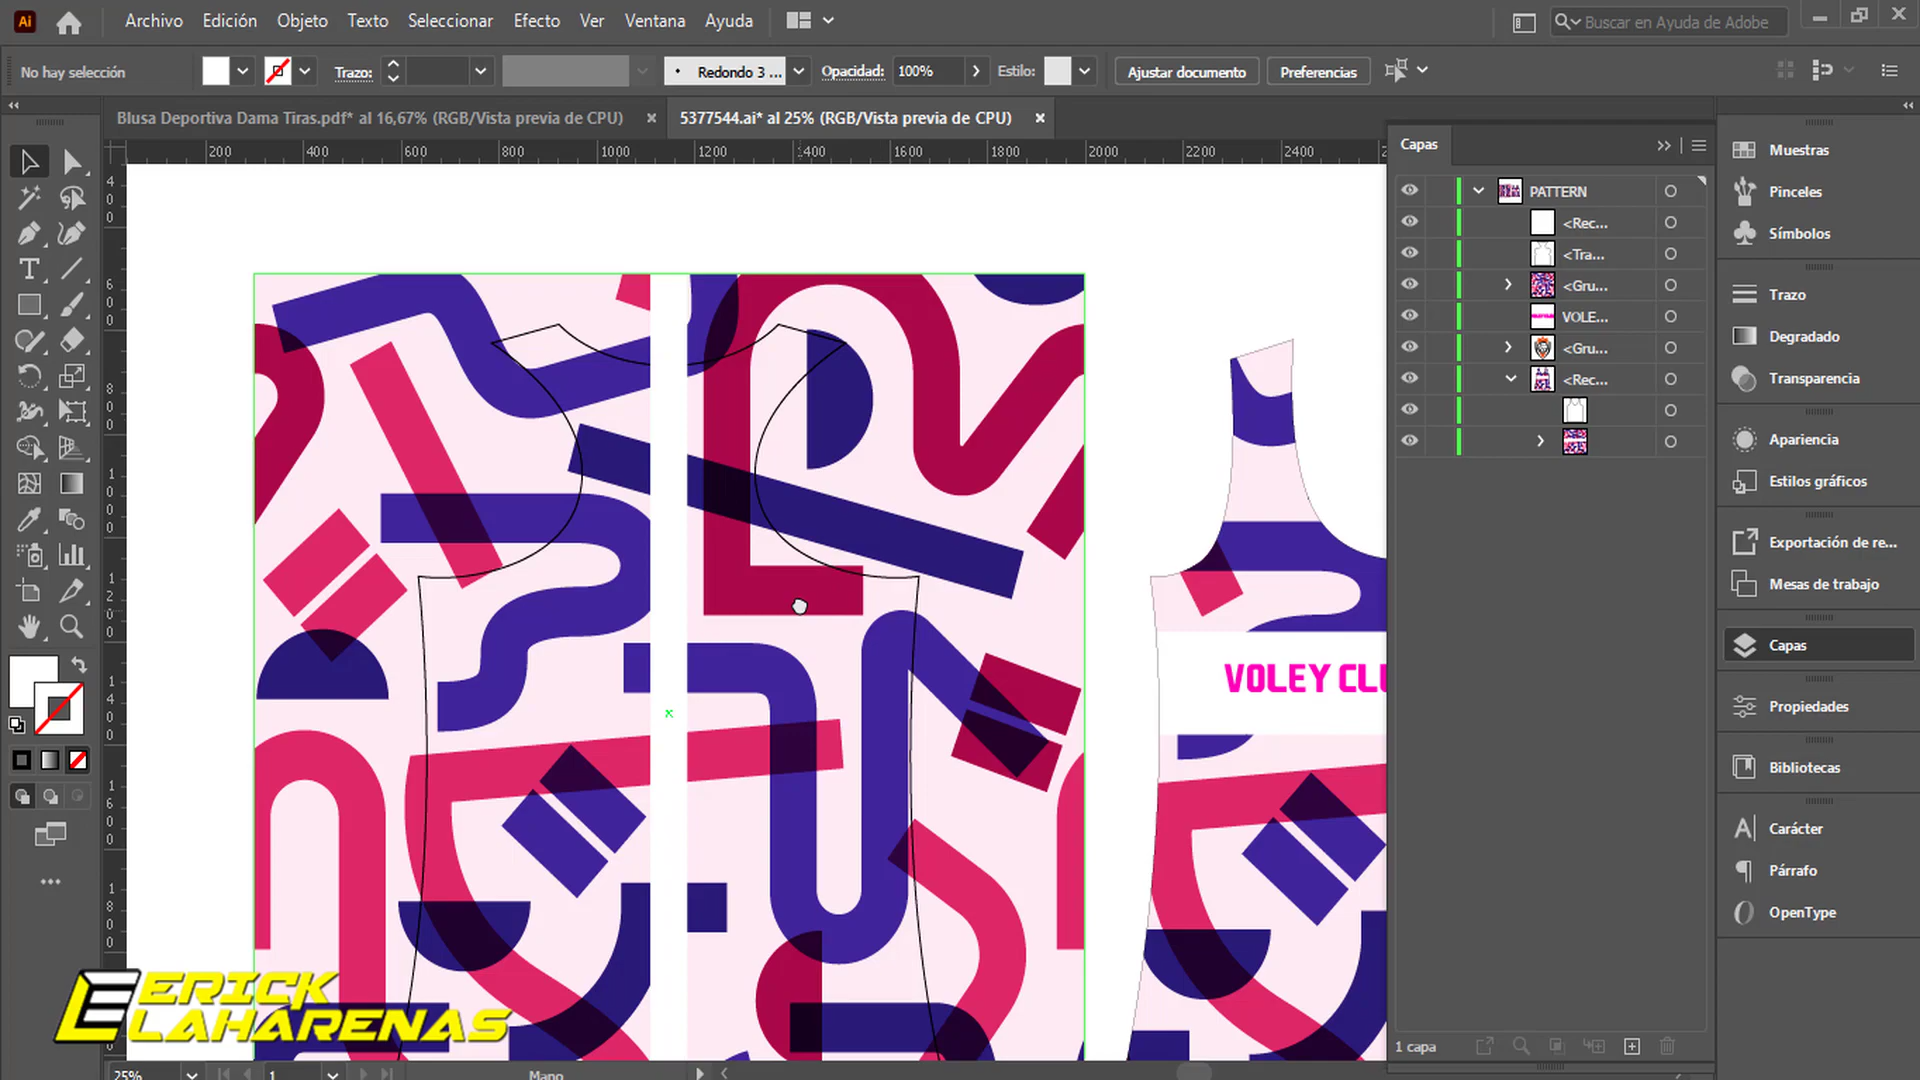 Ai
Archivo Edición Objeto Texto Seleccionar Efecto Ver Ventana Ayuda
Buscar en Ayuda de Adobe
No hay selección
Trazo:
Redondo 3 ...
Opacidad: 100%
Estilo:
Ajustar documento
Preferencias
Blusa Deportiva Dama Tiras.pdf* al 16,67% (RGB/Vista previa de CPU)
5377544.ai* al 25% (RGB/Vista previa de CPU)
200 400 600 800 1000 1200 1400 1600 1800 2000 2200 2400
Capas
PATTERN
<Rec...
<Tra...
<Gru...
VOLE...
<Gru...
<Rec...
1 capa
Muestras
Pinceles
Símbolos
Trazo
Degradado
Transparencia
Apariencia
Estilos gráficos
Exportación de re...
Mesas de trabajo
Capas
Propiedades
Bibliotecas
Carácter
Párrafo
OpenType
VOLEY CLU
ERICK
LAHARENAS
25%
1
Mano